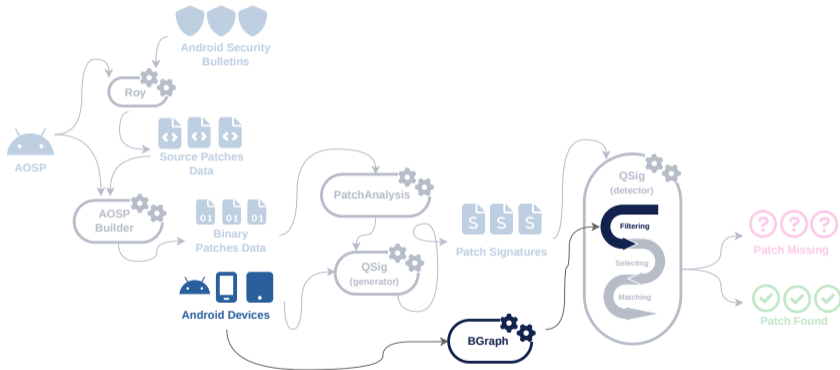 Android Security
Bulletins
Roy
AOSP
Source Patches
Data
AOSP
Builder
01 01 01
Binary
Patches Data
Android Devices
PatchAnalysis
QSig
(generator)
S S S
Patch Signatures
BGraph
QSig
(detector)
Filtering
Selecting
Matching
? ? ?
Patch Missing
Patch Found